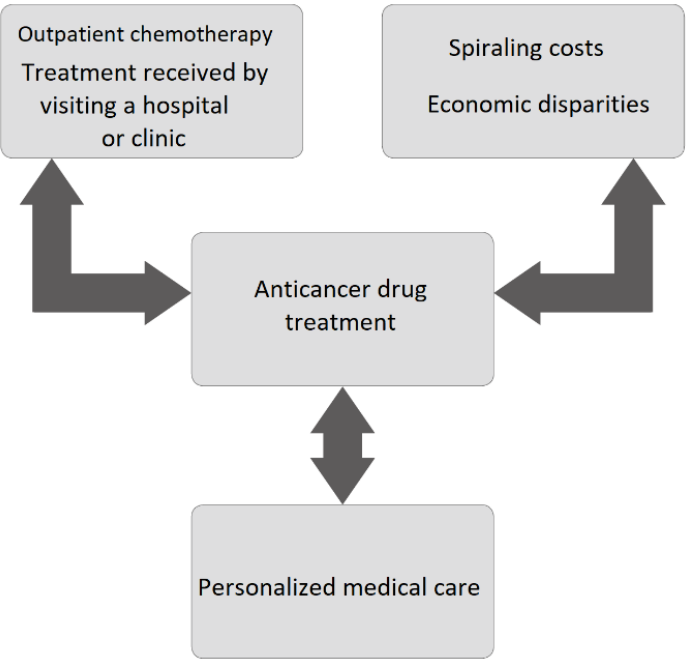 Outpatient chemotherapy
Treatment received by
visiting a hospital
or clinic
Spiraling costs
Economic disparities
Anticancer drug
treatment
Personalized medical care